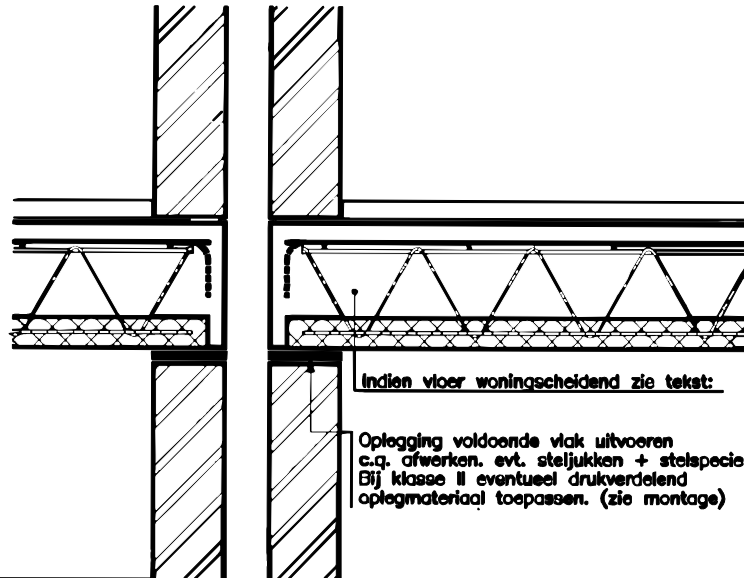 Indien vloer woningscheidend zie tekst:
Oplegging voldoende vlak uitvoeren
c.q. afwerken. evt. steljukken + stelspecie
Bij klasse II eventueel drukverdelend
oplegmateriaal toepassen. (zie montage)